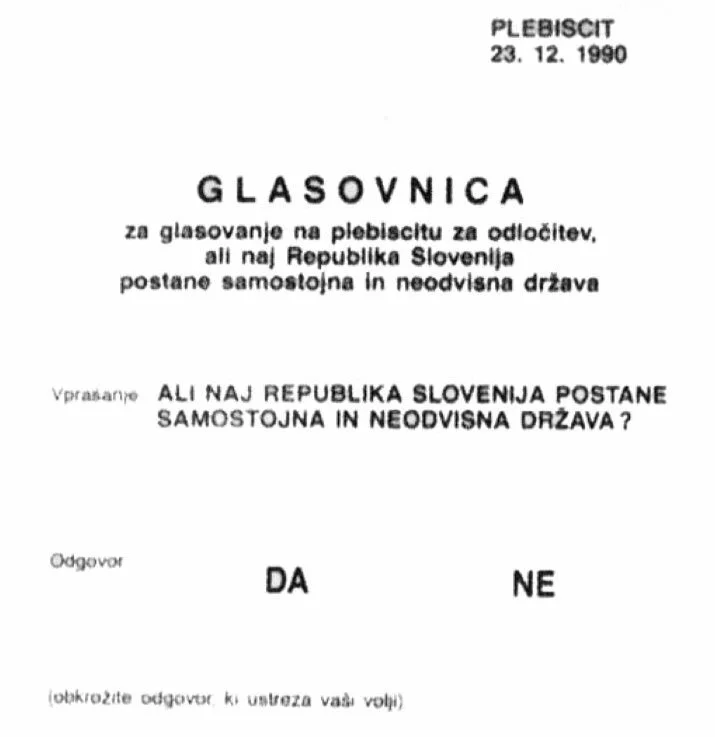 PLEBISCIT
23. 12. 1990
GLASOVNICA
za glasovanje na plebiscitu za odločitev,
ali naj Republika Slovenija
postane samostojna in neodvisna država
Vprašanje ALI NAJ REPUBLIKA SLOVENIJA POSTANE
SAMOSTOJNA IN NEODVISNA DRŽAVA?
Odgovor
DA NE
(obkrožite odgovor, ki ustreza vaši volji)